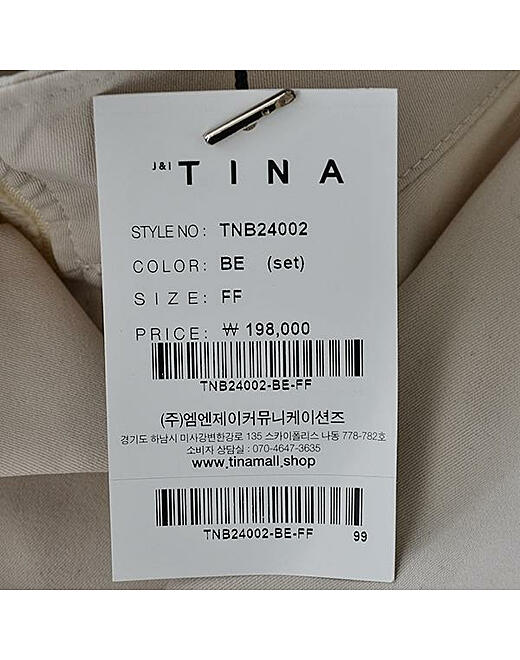 J&I TINA
STYLE NO : TNB24002
COLOR: BE (set)
SIZE: FF
PRICE: ₩ 198,000
TNB24002-BE-FF
(주)엠엔제이커뮤니케이션즈
경기도 하남시 미사강변한강로 135 스카이폴리스 나동 778-782호
소비자 상담실 : 070-4647-3635
www.tinamall.shop
TNB24002-BE-FF 99